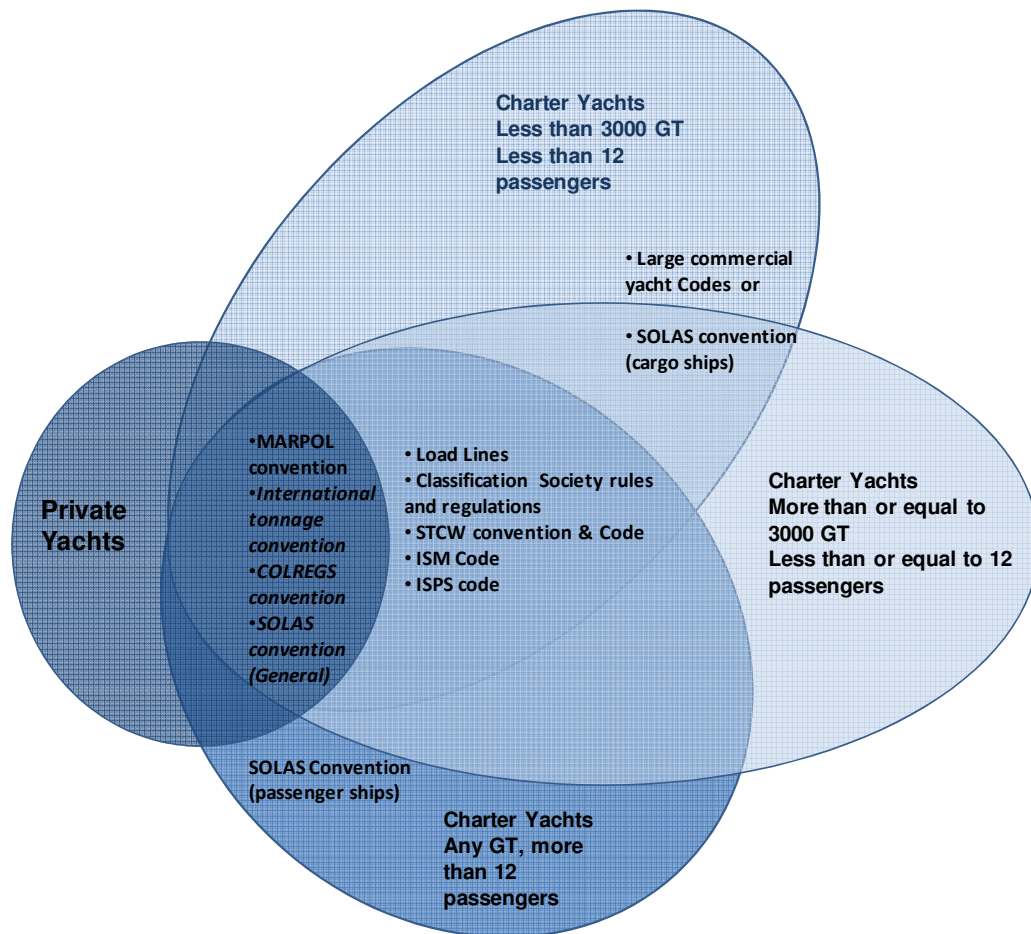 Charter Yachts
Less than 3000 GT
Less than 12
passengers
• Large commercial
yacht Codes or
• SOLAS convention
(cargo ships)
Private
Yachts
•MARPOL
convention
•International
tonnage
convention
•COLREGS
convention
•SOLAS
convention
(General)
• Load Lines
• Classification Society rules
and regulations
• STCW convention & Code
• ISM Code
• ISPS code
Charter Yachts
More than or equal to
3000 GT
Less than or equal to 12
passengers
SOLAS Convention
(passenger ships)
Charter Yachts
Any GT, more
than 12
passengers